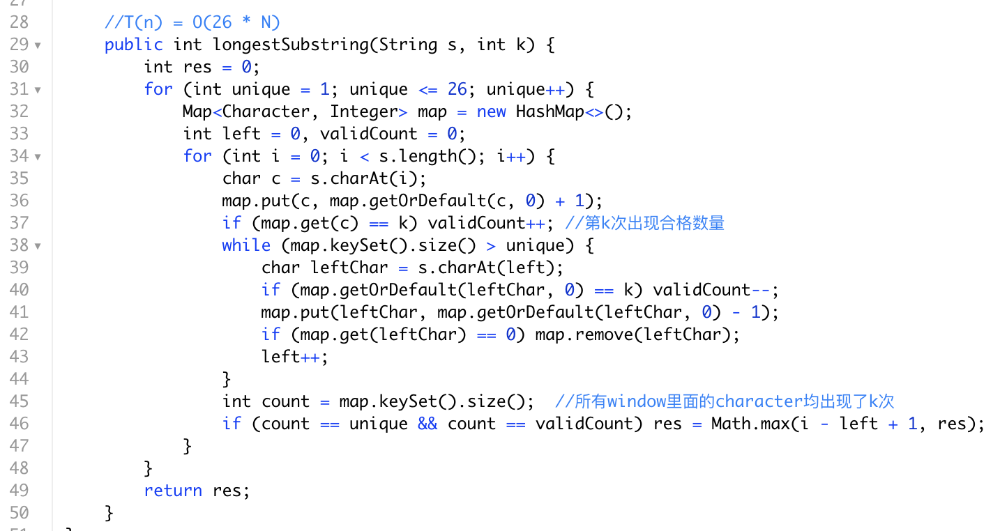 27
28 //T(n) = O(26 * N)
29 ▾ public int longestSubstring(String s, int k) {
30 int res = 0;
31 ▾ for (int unique = 1; unique <= 26; unique++) {
32 Map<Character, Integer> map = new HashMap<>();
33 int left = 0, validCount = 0;
34 ▾ for (int i = 0; i < s.length(); i++) {
35 char c = s.charAt(i);
36 map.put(c, map.getOrDefault(c, 0) + 1);
37 if (map.get(c) == k) validCount++; //第k次出现合格数量
38 ▾ while (map.keySet().size() > unique) {
39 char leftChar = s.charAt(left);
40 if (map.getOrDefault(leftChar, 0) == k) validCount--;
41 map.put(leftChar, map.getOrDefault(leftChar, 0) - 1);
42 if (map.get(leftChar) == 0) map.remove(leftChar);
43 left++;
44 }
45 int count = map.keySet().size(); //所有window里面的character均出现了k次
46 if (count == unique && count == validCount) res = Math.max(i - left + 1, res);
47 }
48 }
49 return res;
50 }
51 }